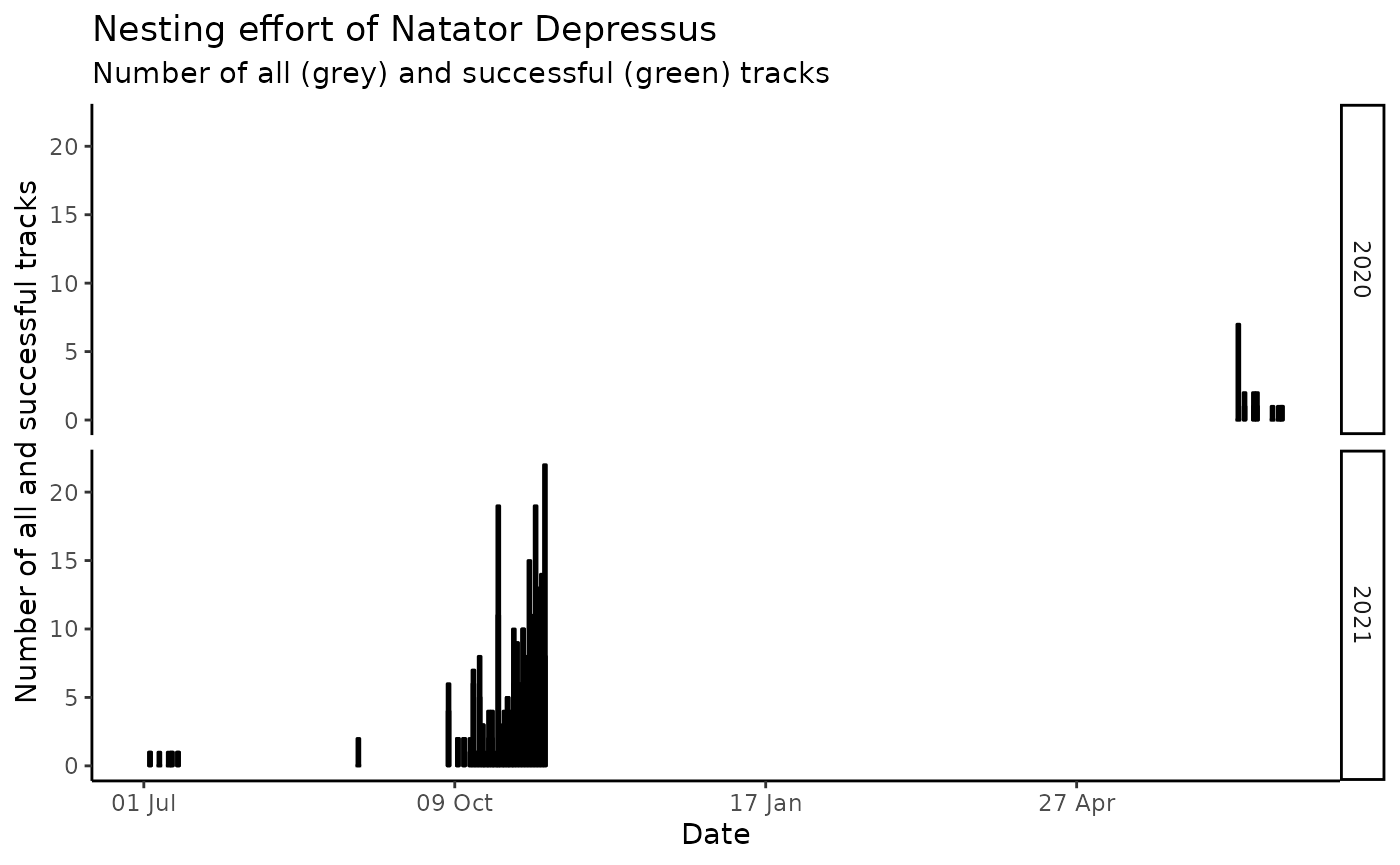 Nesting effort of Natator Depressus
Number of all (grey) and successful (green) tracks
Number of all and successful tracks
20
15
10
5
0
2020
20
15
10
5
0
2021
01 Jul
09 Oct
17 Jan
27 Apr
Date